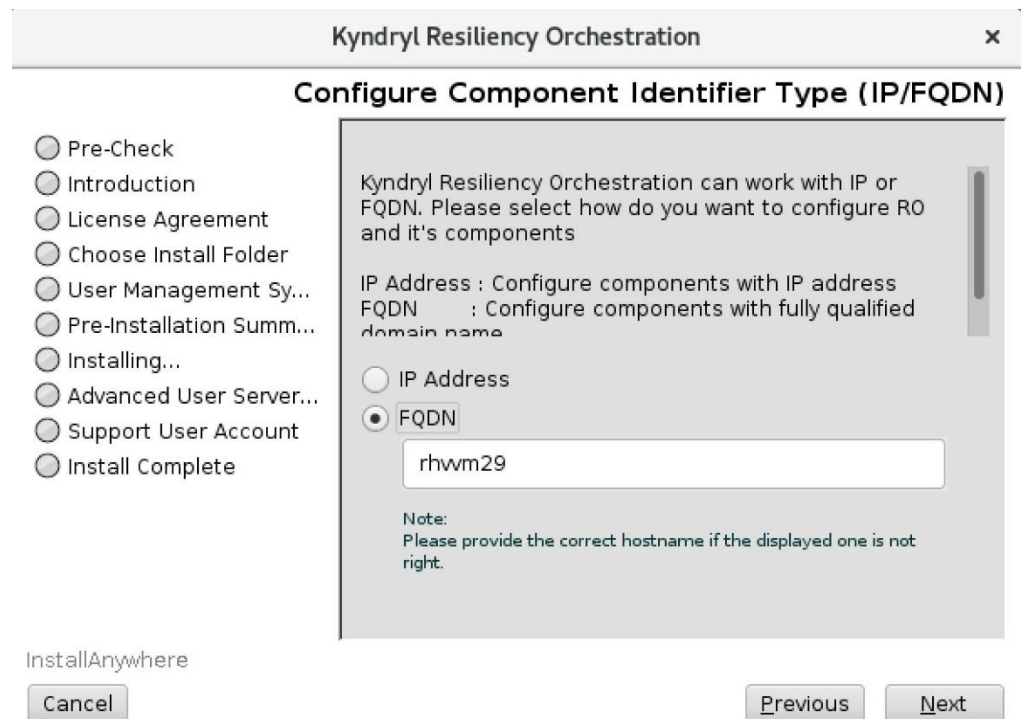 Kyndryl Resiliency Orchestration
×
Configure Component Identifier Type (IP/FQDN)
Pre-Check
Introduction
License Agreement
Choose Install Folder
User Management Sy...
Pre-Installation Summ...
Installing...
Advanced User Server...
Support User Account
Install Complete
Kyndryl Resiliency Orchestration can work with IP or
FQDN. Please select how do you want to configure RO
and it's components
IP Address : Configure components with IP address
FQDN : Configure components with fully qualified
domain name
IP Address
FQDN
rhvvm29
Note:
Please provide the correct hostname if the displayed one is not
right.
InstallAnywhere
Cancel
Previous
Next